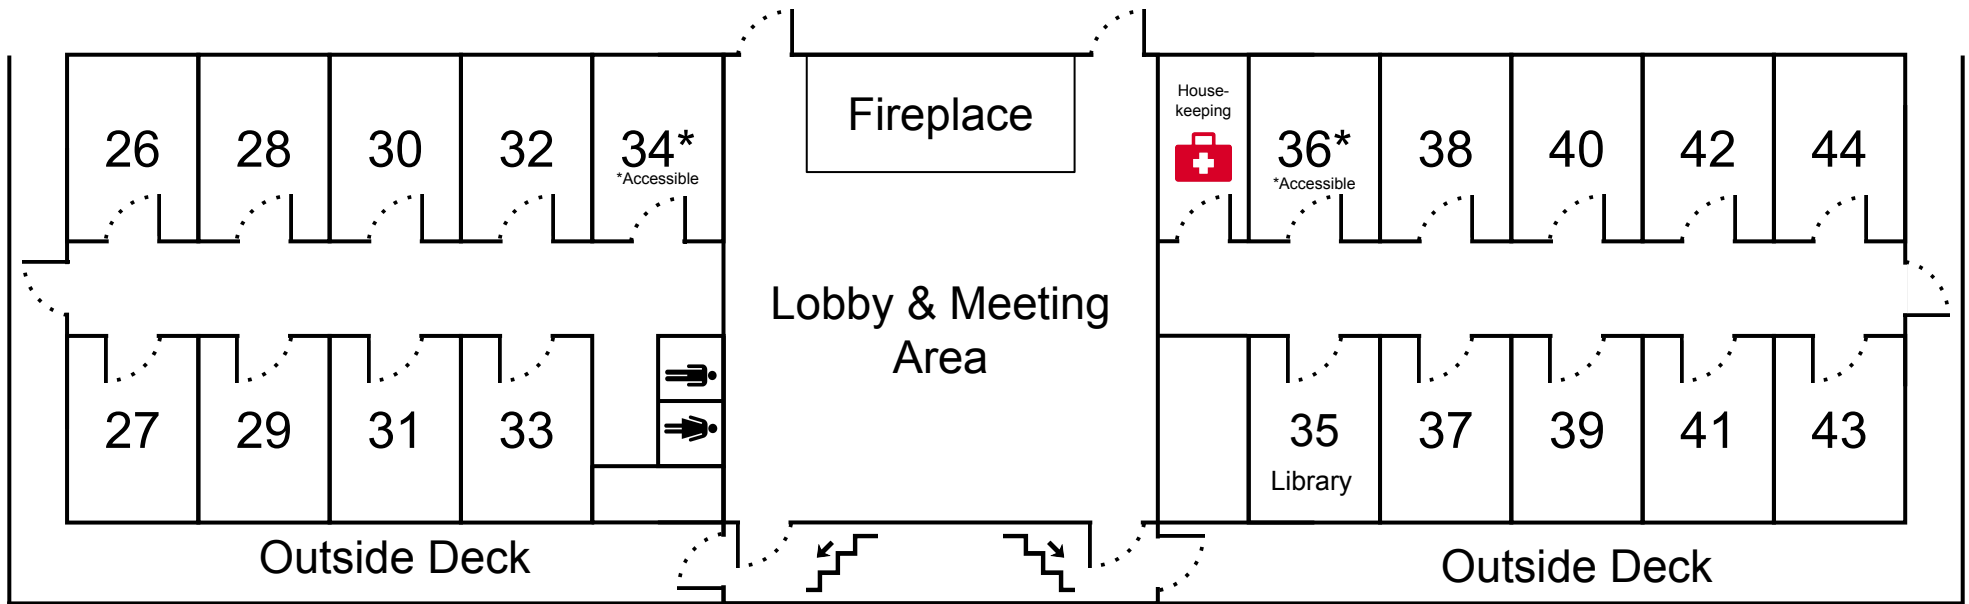 26
28
30
32
34*
*Accessible
Fireplace
House-
keeping
36*
*Accessible
38
40
42
44
Lobby & Meeting
Area
27
29
31
33
35
Library
37
39
41
43
Outside Deck
Outside Deck